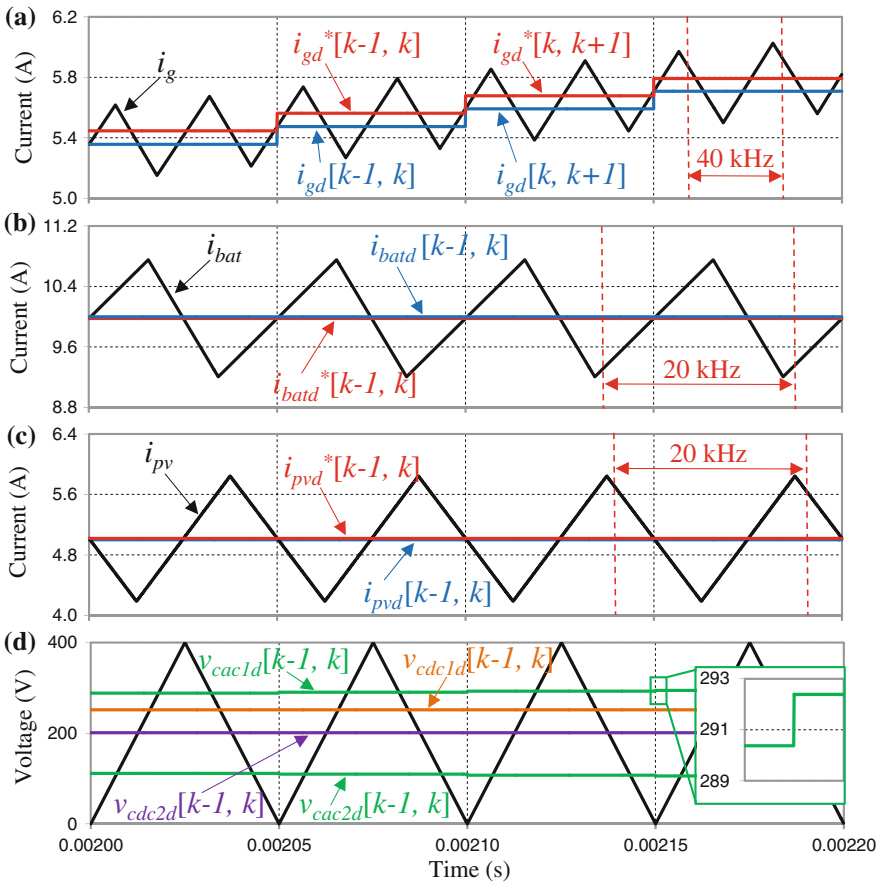 (a)
6.2
5.8
5.4
5.0
Current (A)
i_g
i_gd*[k-1, k]
i_gd*[k, k+1]
i_gd[k-1, k]
i_gd[k, k+1]
40 kHz
(b)
11.2
10.4
9.6
8.8
Current (A)
i_bat
i_batd[k-1, k]
i_batd*[k-1, k]
20 kHz
(c)
6.4
5.6
4.8
4.0
Current (A)
i_pv
i_pvd*[k-1, k]
i_pvd[k-1, k]
20 kHz
(d)
400
200
0
Voltage (V)
v_cac1d[k-1, k]
v_cdc1d[k-1, k]
v_cdc2d[k-1, k]
v_cac2d[k-1, k]
293
291
289
0.00200
0.00205
0.00210
0.00215
0.00220
Time (s)